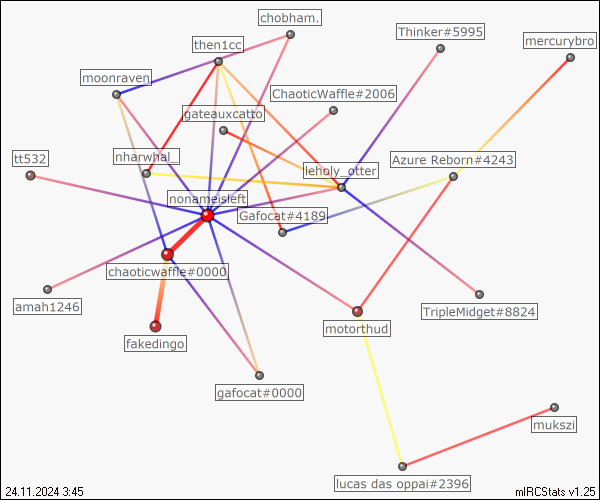 chobham.
Thinker#5995
then1cc
mercurybro
moonraven
ChaoticWaffle#2006
gateauxcatto
nharwhal_
tt532
leholy_otter
Azure Reborn#4243
nonameisleft
Gafocat#4189
chaoticwaffle#0000
amah1246
TripleMidget#8824
motorthud
fakedingo
gafocat#0000
mukszi
lucas das oppai#2396
24.11.2024 3:45
mIRCStats v1.25